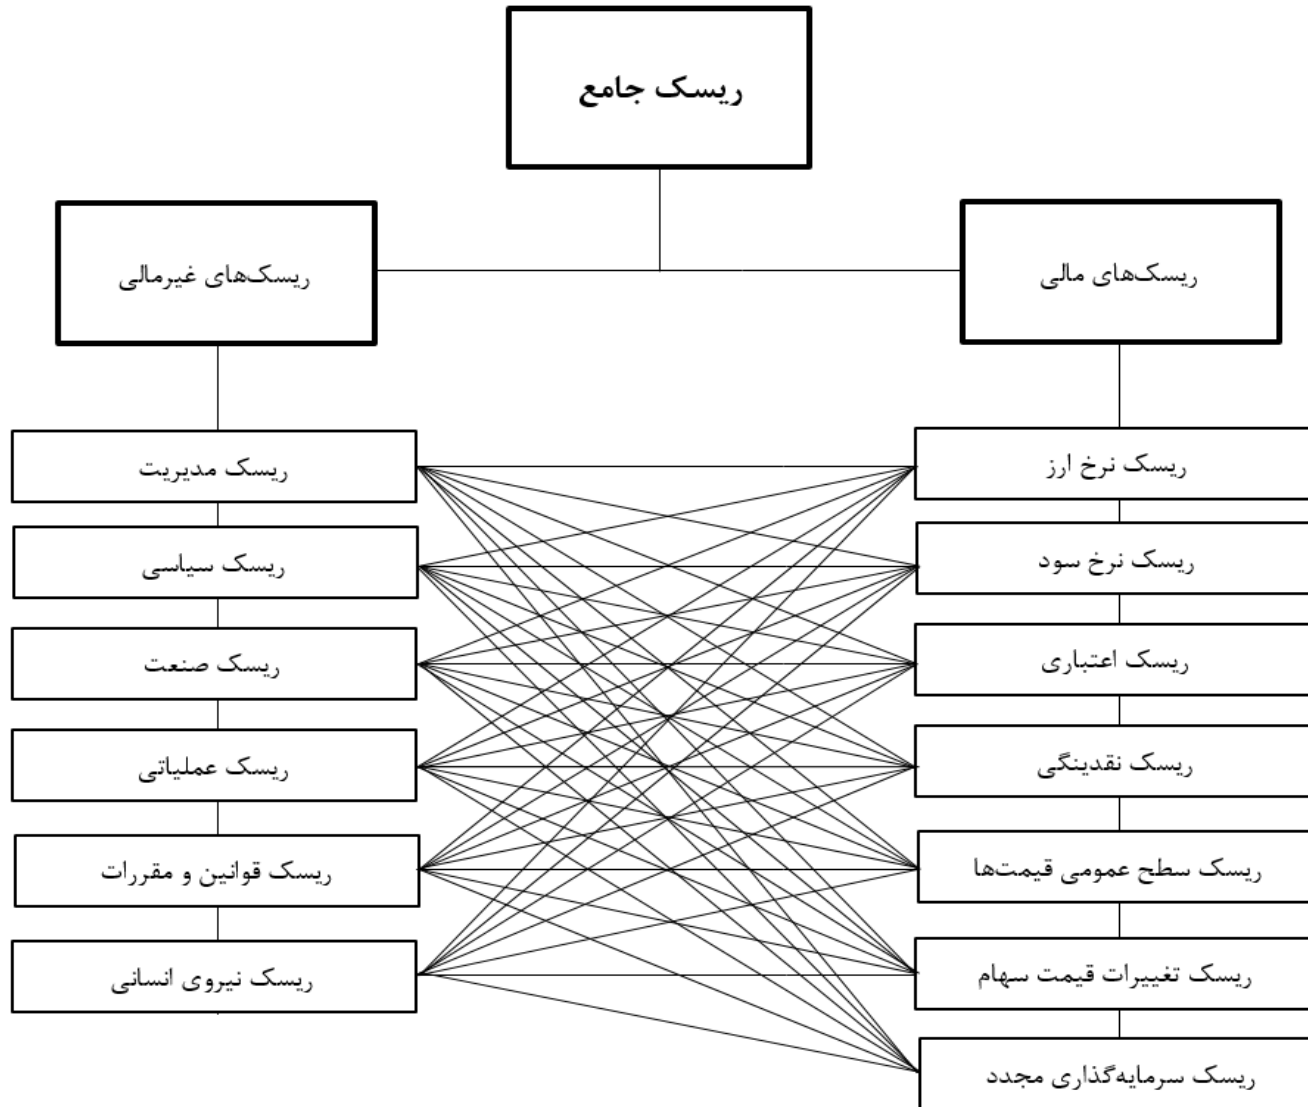 ریسک جامع
ریسک‌های مالی
ریسک‌های غیرمالی
ریسک نرخ ارز
ریسک نرخ سود
ریسک اعتباری
ریسک نقدینگی
ریسک سطح عمومی قیمت‌ها
ریسک تغییرات قیمت سهام
ریسک سرمایه‌گذاری مجدد
ریسک مدیریت
ریسک سیاسی
ریسک صنعت
ریسک عملیاتی
ریسک قوانین و مقررات
ریسک نیروی انسانی